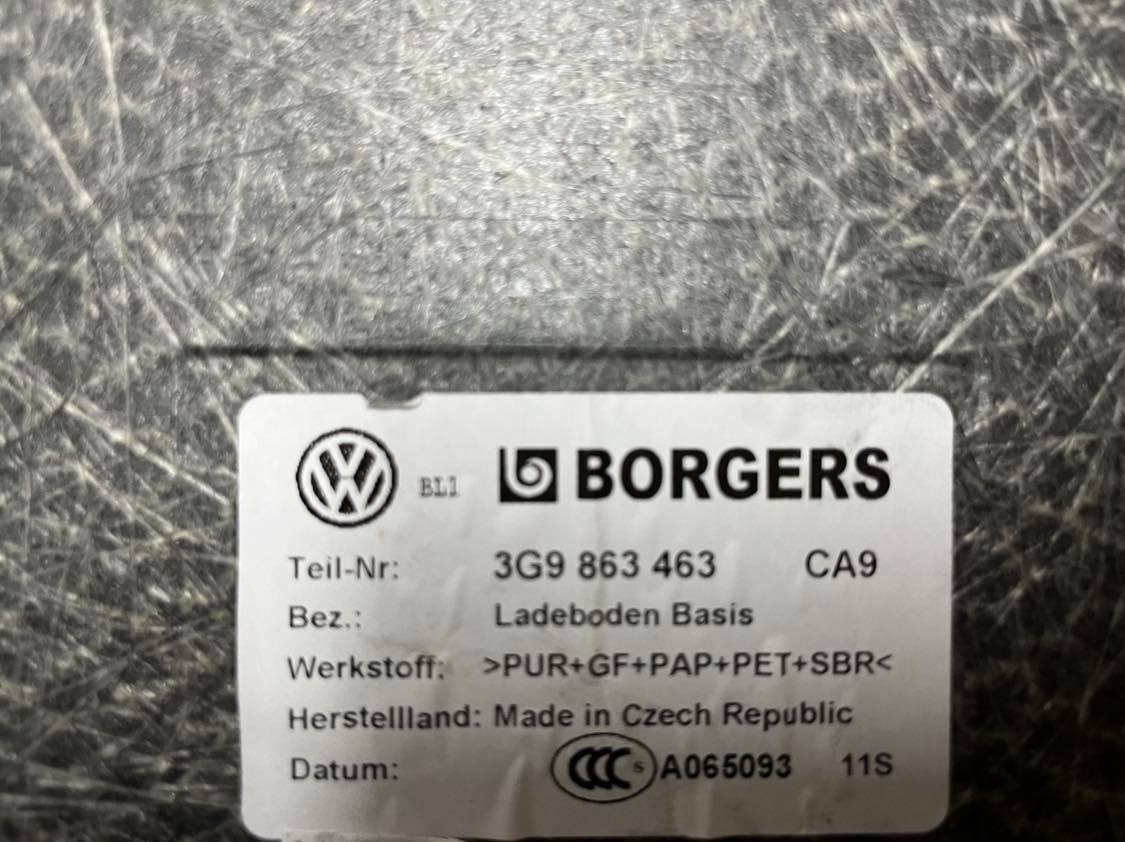 BL1 BORGERS
Teil-Nr: 3G9 863 463 CA9
Bez.: Ladeboden Basis
Werkstoff: >PUR+GF+PAP+PET+SBR<
Herstellland: Made in Czech Republic
Datum: CCC S A065093 11S